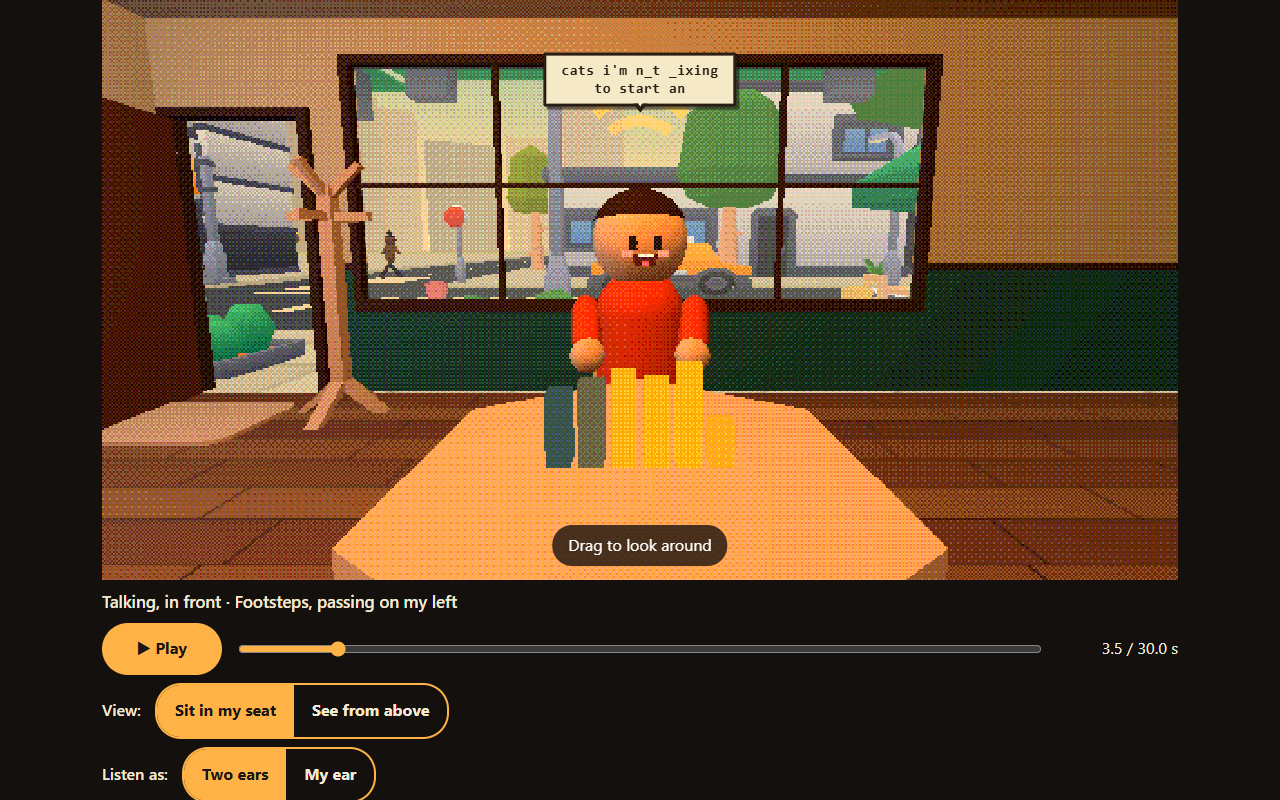 cats i'm n_t _ixing
to start an
Drag to look around
Talking, in front · Footsteps, passing on my left
▶ Play
3.5 / 30.0 s
View:
Sit in my seat
See from above
Listen as:
Two ears
My ear